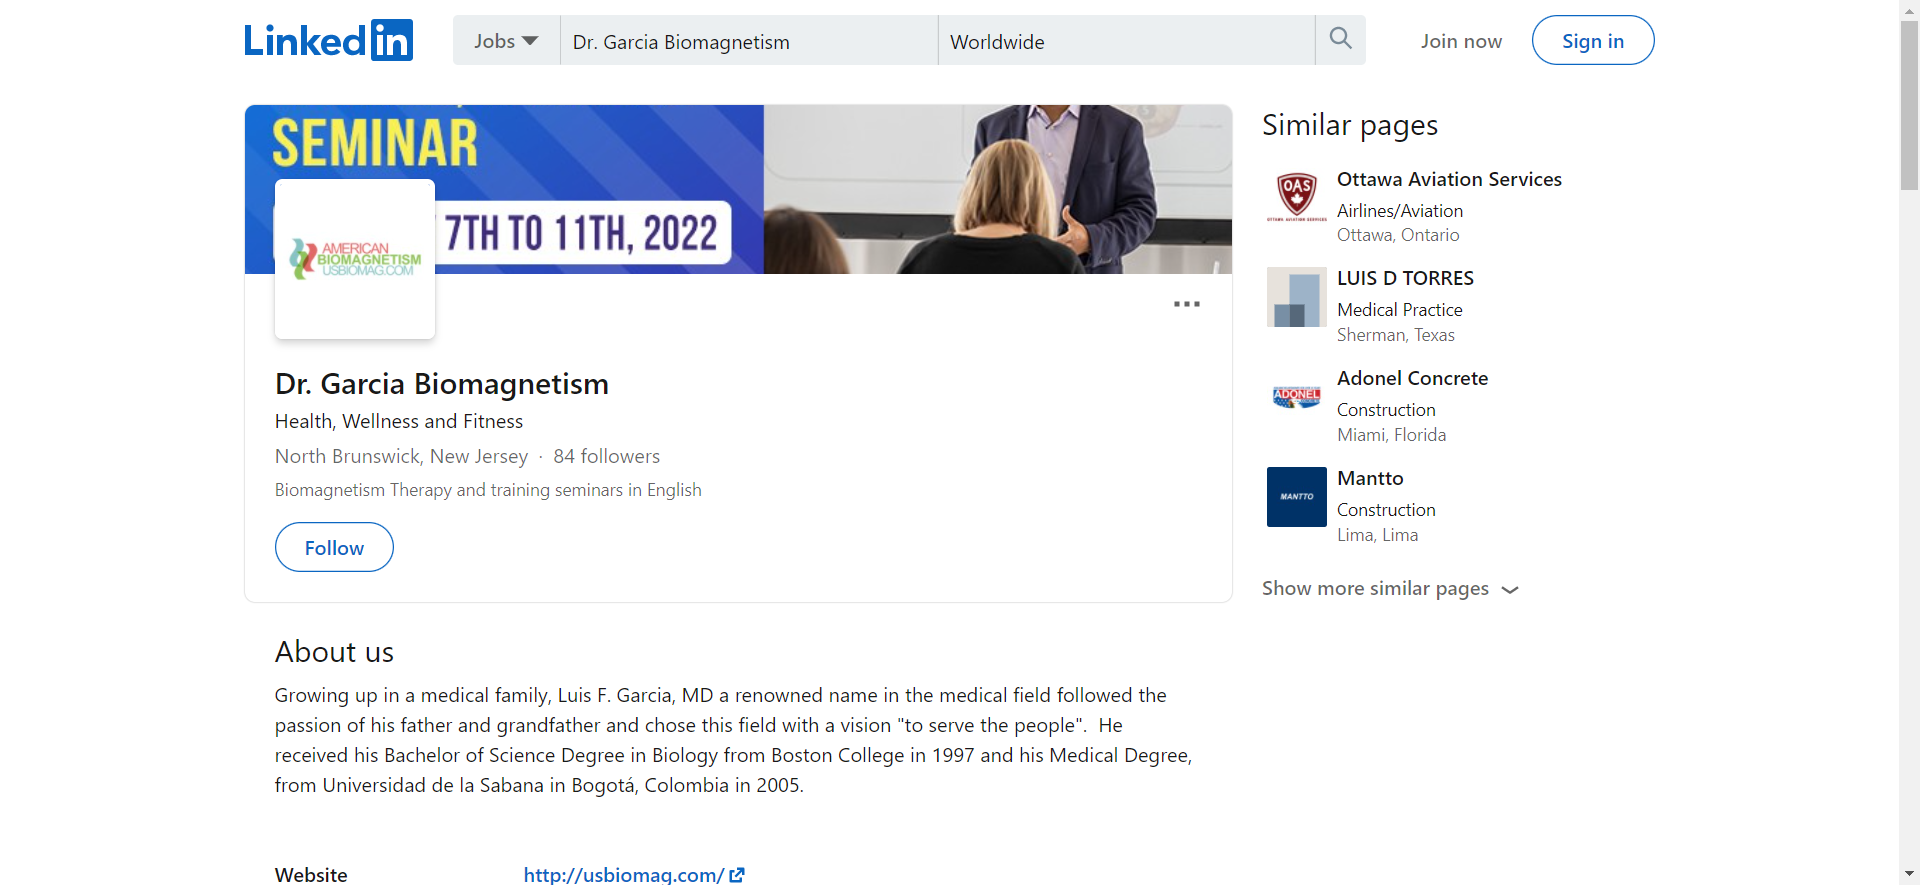 Linkedin
Jobs
Dr. Garcia Biomagnetism
Worldwide
Join now
Sign in
SEMINAR
7TH TO 11TH, 2022
AMERICAN
BIOMAGNETISM
USBIOMAG.COM
Dr. Garcia Biomagnetism
Health, Wellness and Fitness
North Brunswick, New Jersey · 84 followers
Biomagnetism Therapy and training seminars in English
Follow
About us
Growing up in a medical family, Luis F. Garcia, MD a renowned name in the medical field followed the
passion of his father and grandfather and chose this field with a vision "to serve the people".  He
received his Bachelor of Science Degree in Biology from Boston College in 1997 and his Medical Degree,
from Universidad de la Sabana in Bogotá, Colombia in 2005.
Website
http://usbiomag.com/
Similar pages
OAS
OTTAWA AVIATION SERVICES
Ottawa Aviation Services
Airlines/Aviation
Ottawa, Ontario
LUIS D TORRES
Medical Practice
Sherman, Texas
ADONEL
Adonel Concrete
Construction
Miami, Florida
MANTTO
Mantto
Construction
Lima, Lima
Show more similar pages